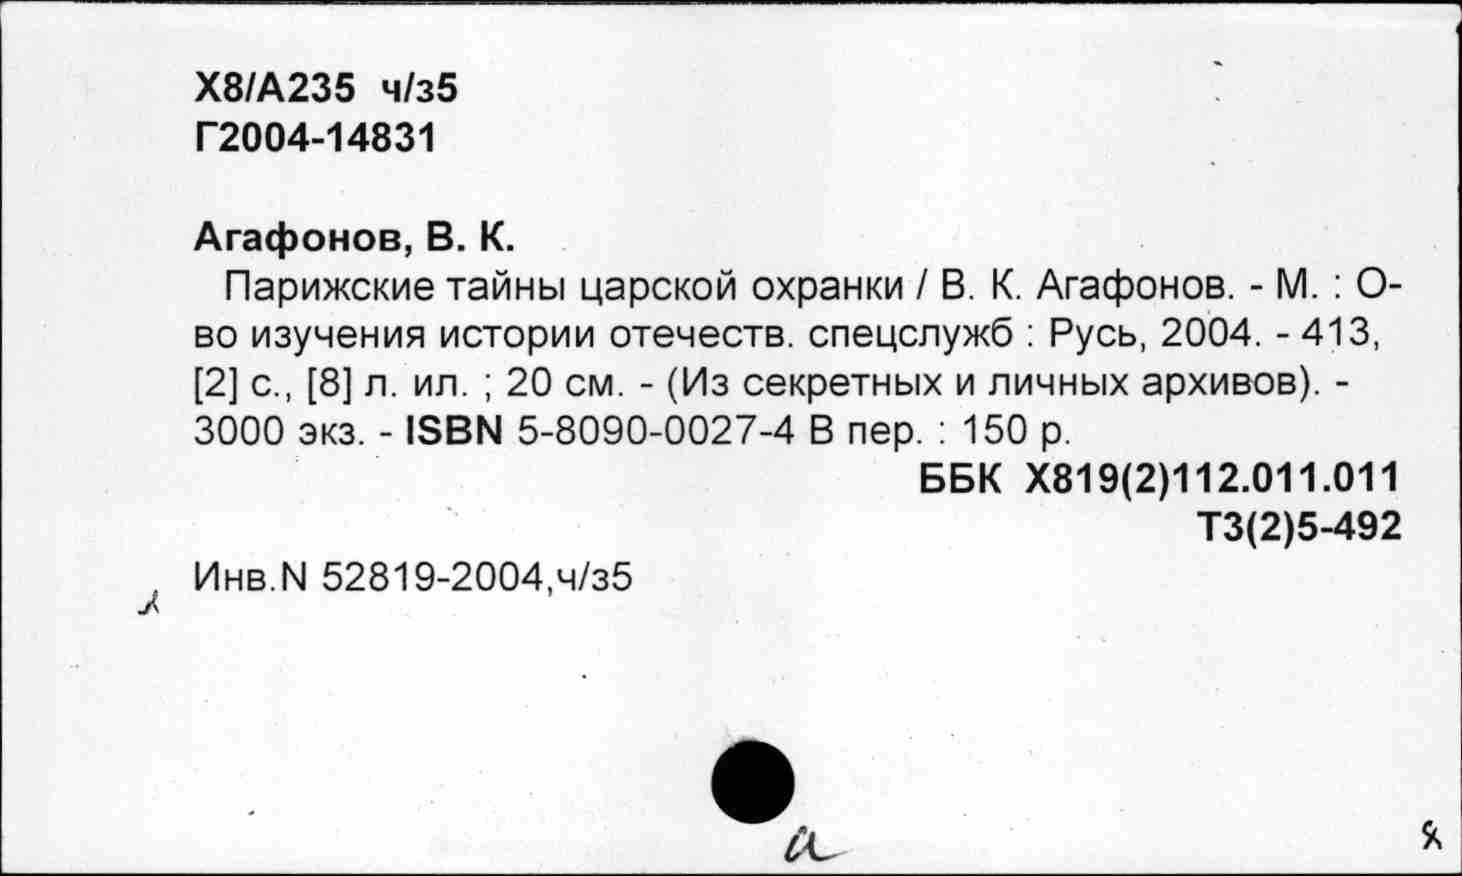 Х8/А235 ч/з5
Г2004-14831
Агафонов, В. К.
Парижские тайны царской охранки / В. К. Агафонов. - М. : О-
во изучения истории отечеств. спецслужб : Русь, 2004. - 413,
[2] с., [8] л. ил. ; 20 см. - (Из секретных и личных архивов). -
3000 экз. - ISBN 5-8090-0027-4 В пер. : 150 р.
ББК Х819(2)112.011.011
Т3(2)5-492
Инв.N 52819-2004,ч/з5